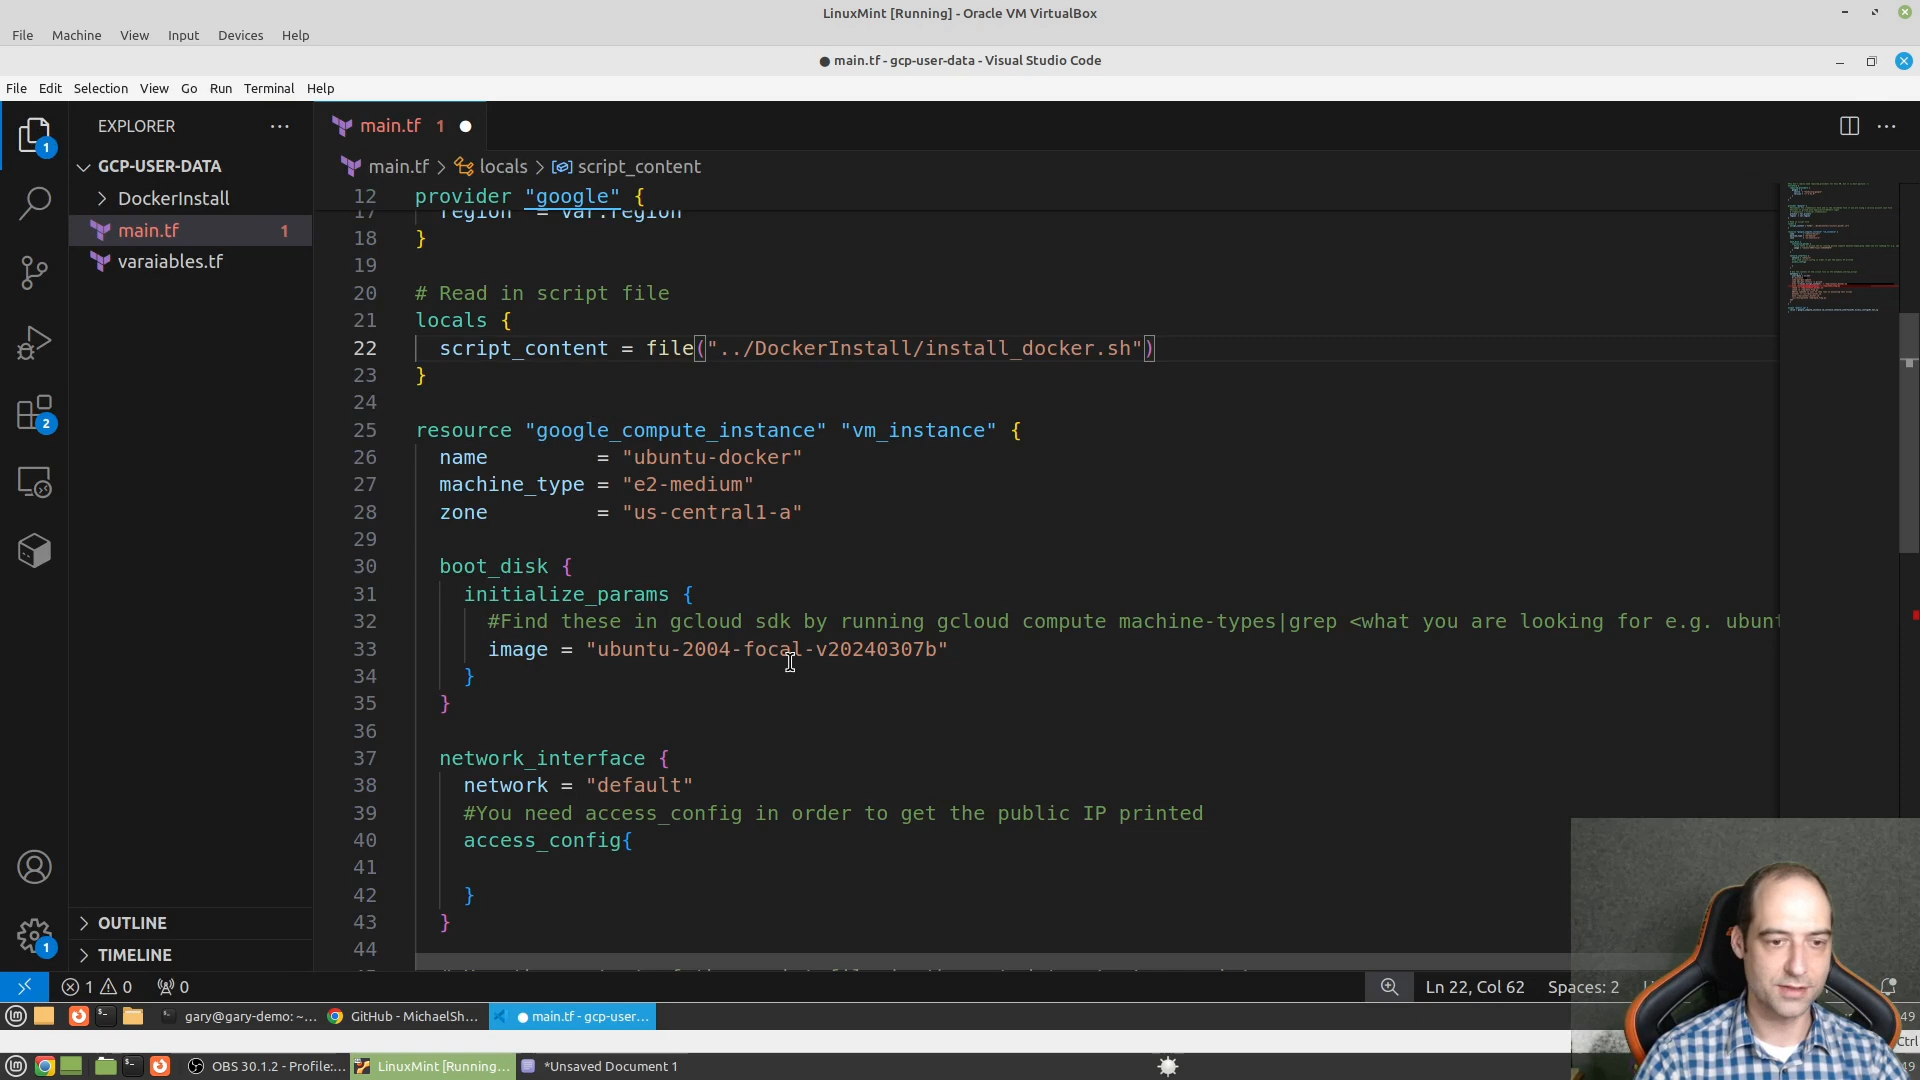 LinuxMint [Running] - Oracle VM VirtualBox
File Machine View Input Devices Help
● main.tf - gcp-user-data - Visual Studio Code
File Edit Selection View Go Run Terminal Help
EXPLORER
GCP-USER-DATA
DockerInstall
main.tf 1
varaiables.tf
OUTLINE
TIMELINE
main.tf 1
main.tf > locals > script_content
12 provider "google" {
17 region = var.region
18 }
19
20 # Read in script file
21 locals {
22 script_content = file("../DockerInstall/install_docker.sh")
23 }
24
25 resource "google_compute_instance" "vm_instance" {
26 name = "ubuntu-docker"
27 machine_type = "e2-medium"
28 zone = "us-central1-a"
29
30 boot_disk {
31 initialize_params {
32 #Find these in gcloud sdk by running gcloud compute machine-types|grep <what you are looking for e.g. ubunt
33 image = "ubuntu-2004-focal-v20240307b"
34 }
35 }
36
37 network_interface {
38 network = "default"
39 #You need access_config in order to get the public IP printed
40 access_config{
41
42 }
43 }
44
1
2
1
1 0 0
Ln 22, Col 62 Spaces: 2
gary@gary-demo: ~... GitHub - MichaelSh... ● main.tf - gcp-user...
49
Ctrl
OBS 30.1.2 - Profile:... LinuxMint [Running... *Unsaved Document 1